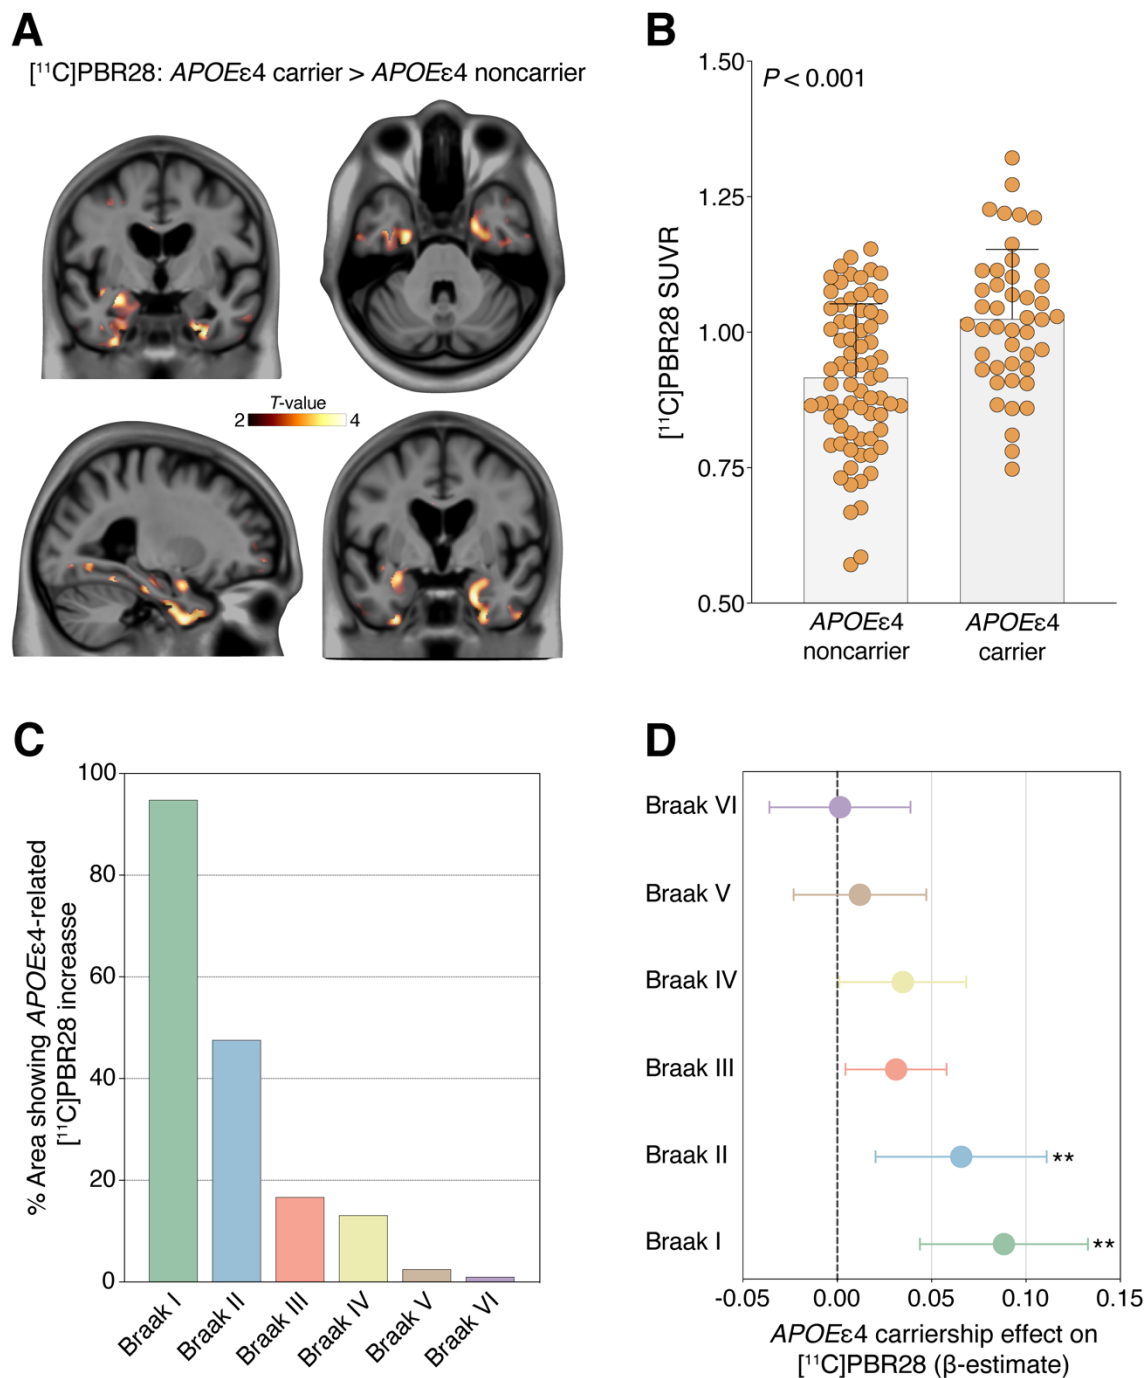 A
[¹¹C]PBR28: APOEε4 carrier > APOEε4 noncarrier
T-value
2
4
B
P < 0.001
[¹¹C]PBR28 SUVR
1.50
1.25
1.00
0.75
0.50
APOEε4
noncarrier
APOEε4
carrier
C
% Area showing APOEε4-related
[¹¹C]PBR28 increasse
100
80
60
40
20
0
Braak I
Braak II
Braak III
Braak IV
Braak V
Braak VI
D
Braak VI
Braak V
Braak IV
Braak III
Braak II
**
Braak I
**
-0.05
0.00
0.05
0.10
0.15
APOEε4 carriership effect on
[¹¹C]PBR28 (β-estimate)